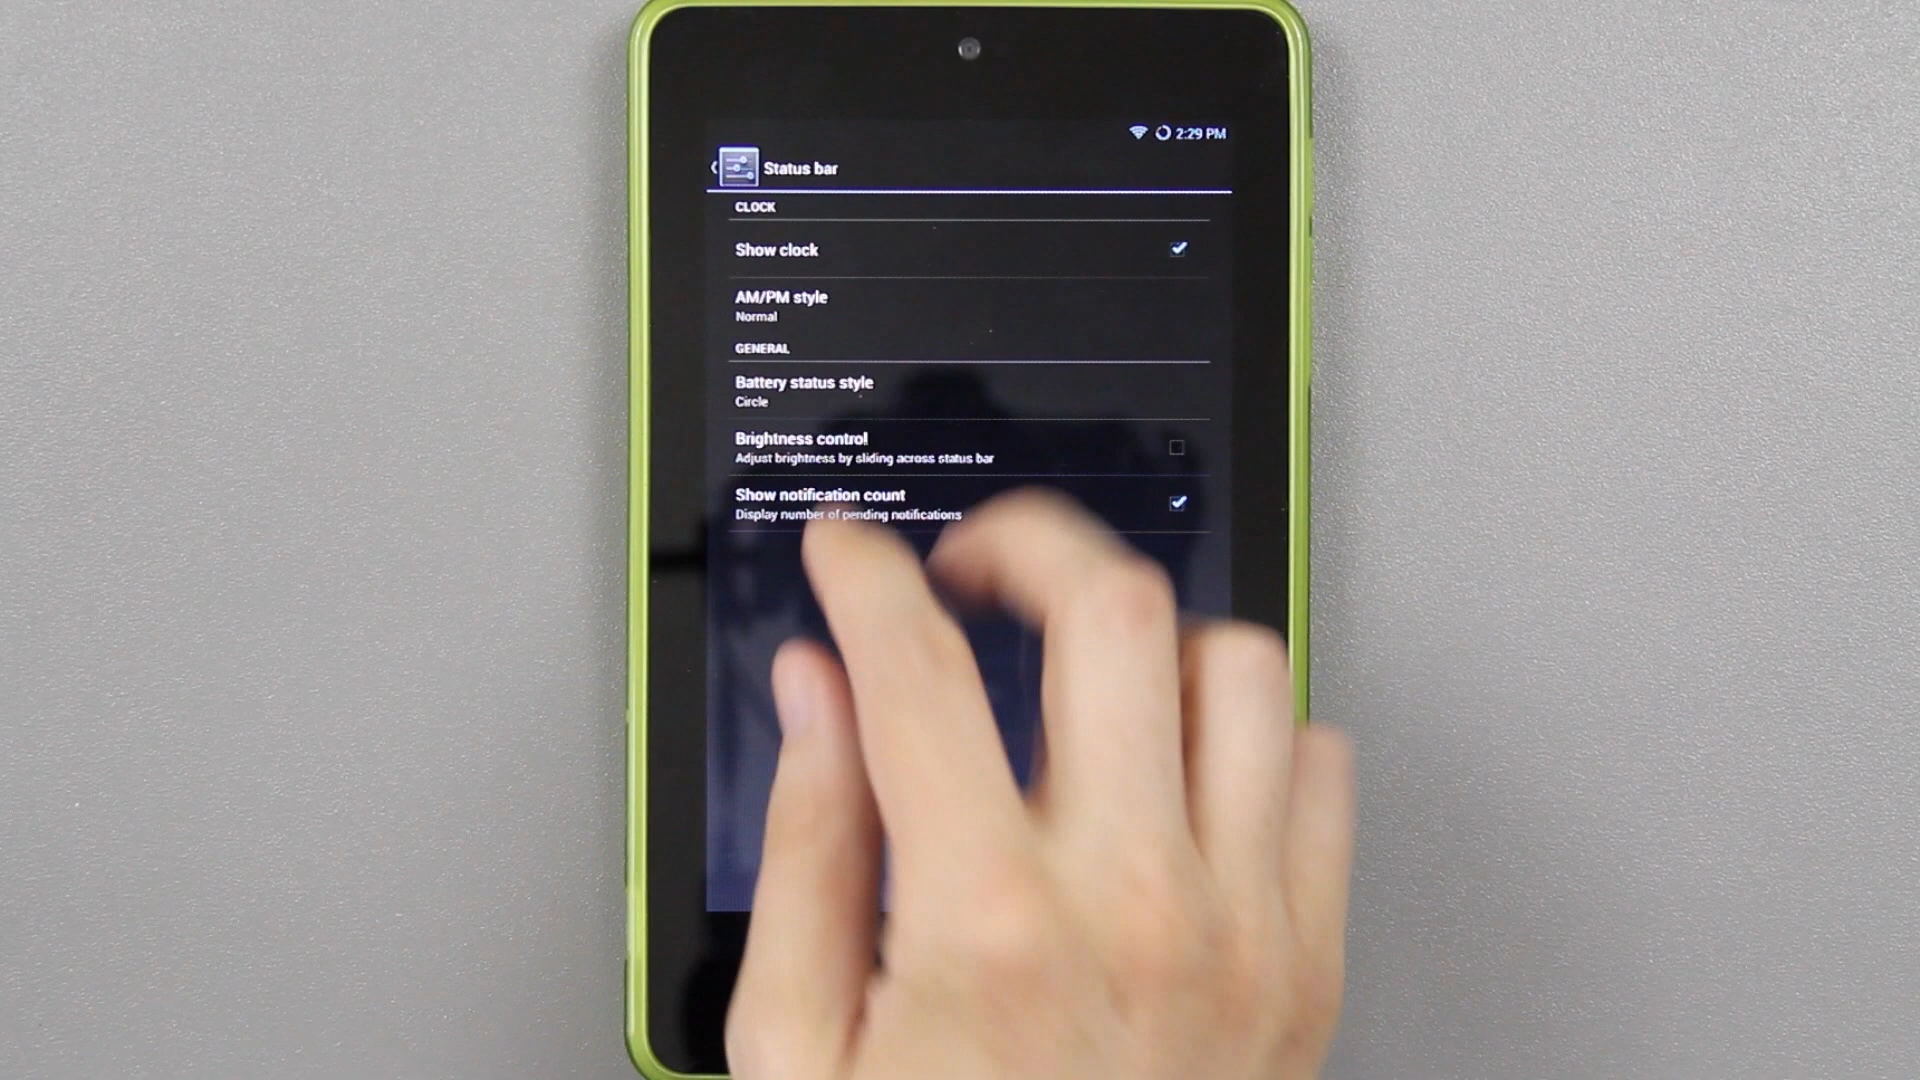 2:29 PM
Status bar
CLOCK
Show clock
AM/PM style
Normal
GENERAL
Battery status style
Circle
Brightness control
Adjust brightness by sliding across status bar
Show notification count
Display number of pending notifications